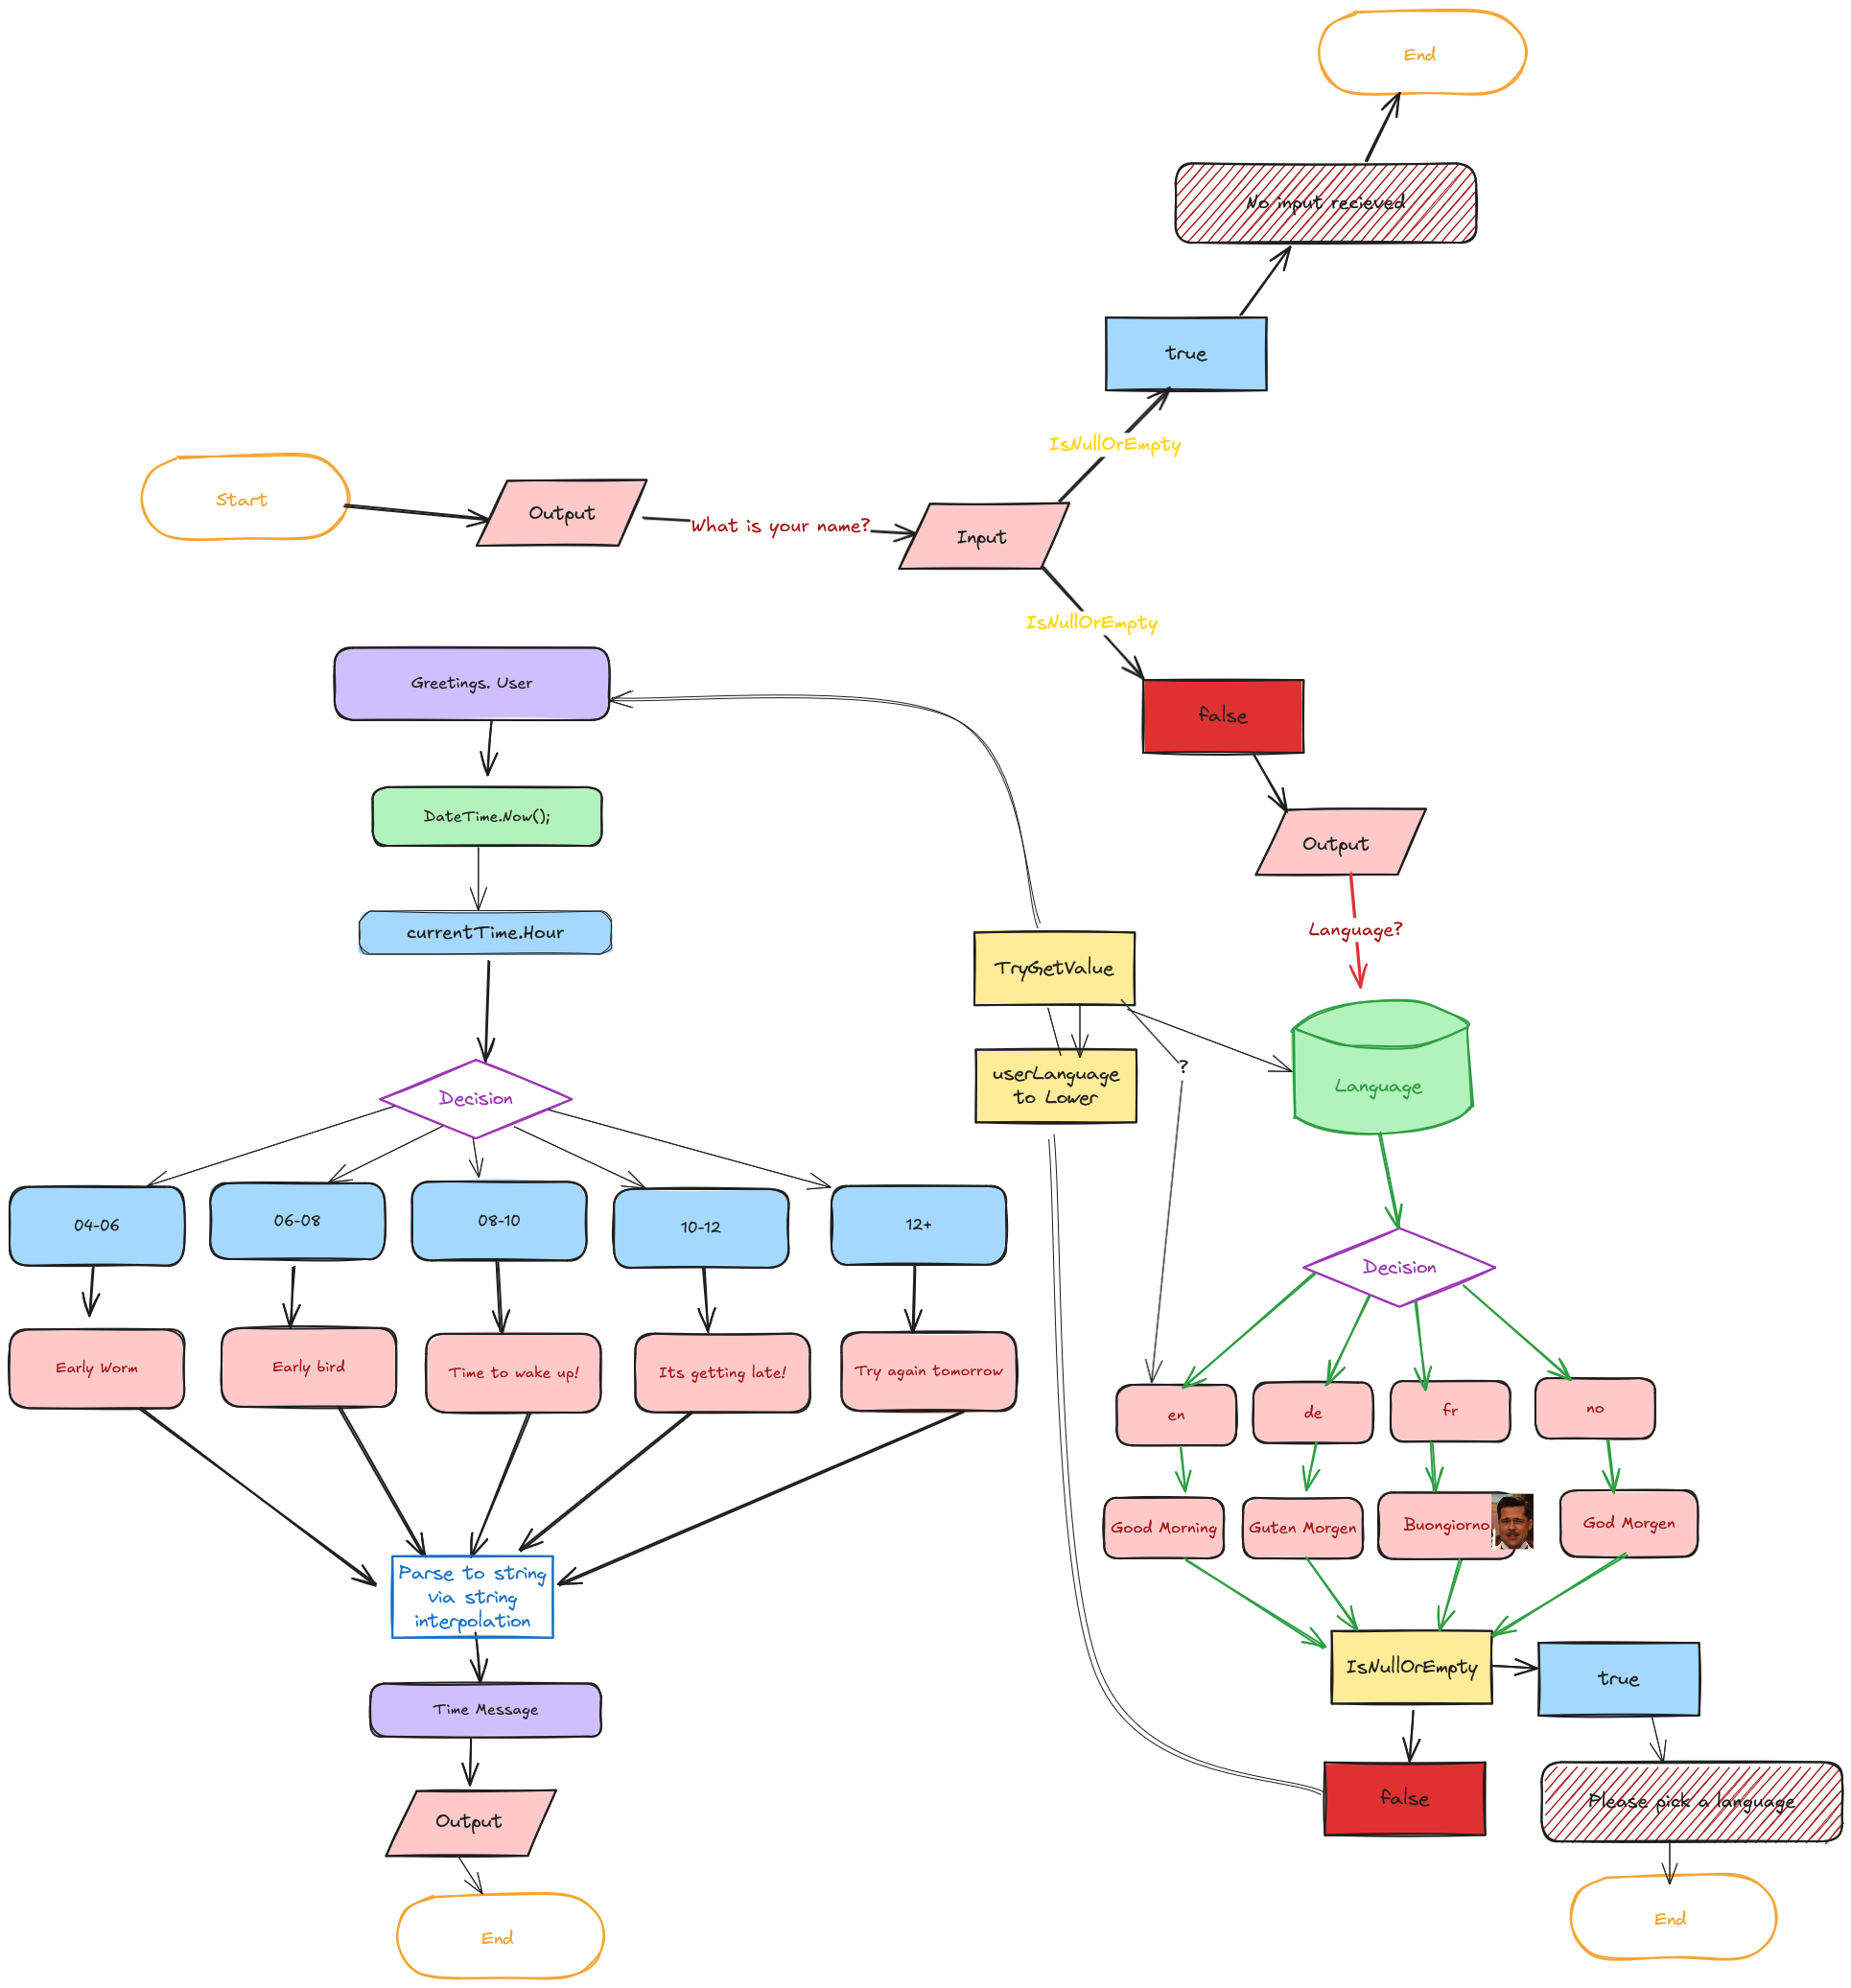 End
No input recieved
true
IsNullOrEmpty
Start
Output
What is your name?
Input
IsNullOrEmpty
false
Output
Language?
Greetings. User
DateTime.Now();
currentTime.Hour
Decision
04-06
06-08
08-10
10-12
12+
Early Worm
Early bird
Time to wake up!
Its getting late!
Try again tomorrow
Parse to string
via string
interpolation
Time Message
Output
End
TryGetValue
userLanguage
to Lower
?
Language
Decision
en
de
fr
no
Good Morning
Guten Morgen
Buongiorno
God Morgen
IsNullOrEmpty
true
false
Please pick a language
End